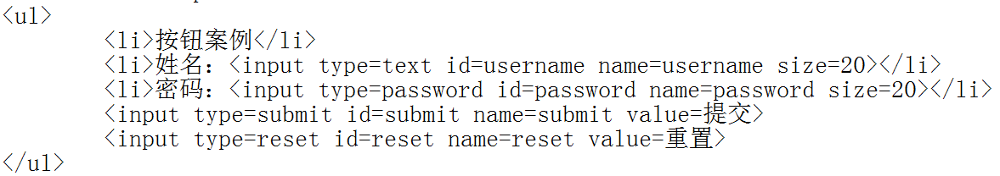 <ul>
<li>按钮案例</li>
<li>姓名：<input type=text id=username name=username size=20></li>
<li>密码：<input type=password id=password name=password size=20></li>
<input type=submit id=submit name=submit value=提交>
<input type=reset id=reset name=reset value=重置>
</ul>